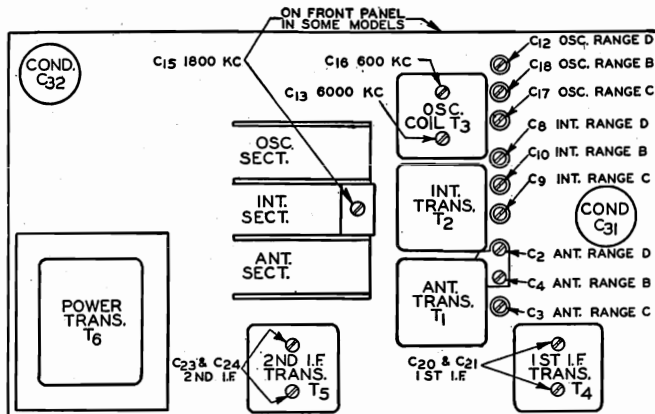 ON FRONT PANEL
IN SOME MODELS
COND.
C32
C15 1800 KC
C16 600 KC
C13 6000 KC
OSC.
COIL T3
C12 OSC. RANGE D
C18 OSC. RANGE B
C17 OSC. RANGE C
C8 INT. RANGE D
C10 INT. RANGE B
C9 INT. RANGE C
OSC.
SECT.
INT.
SECT.
ANT.
SECT.
INT.
TRANS.
T2
COND
C31
C2 ANT. RANGE D
C4 ANT. RANGE B
C3 ANT. RANGE C
ANT.
TRANS.
T1
POWER
TRANS.
T6
C23 & C24
2ND I.F.
2ND I.F.
TRANS.
T5
C20 & C21
1ST I.F.
1ST I.F.
TRANS.
T4